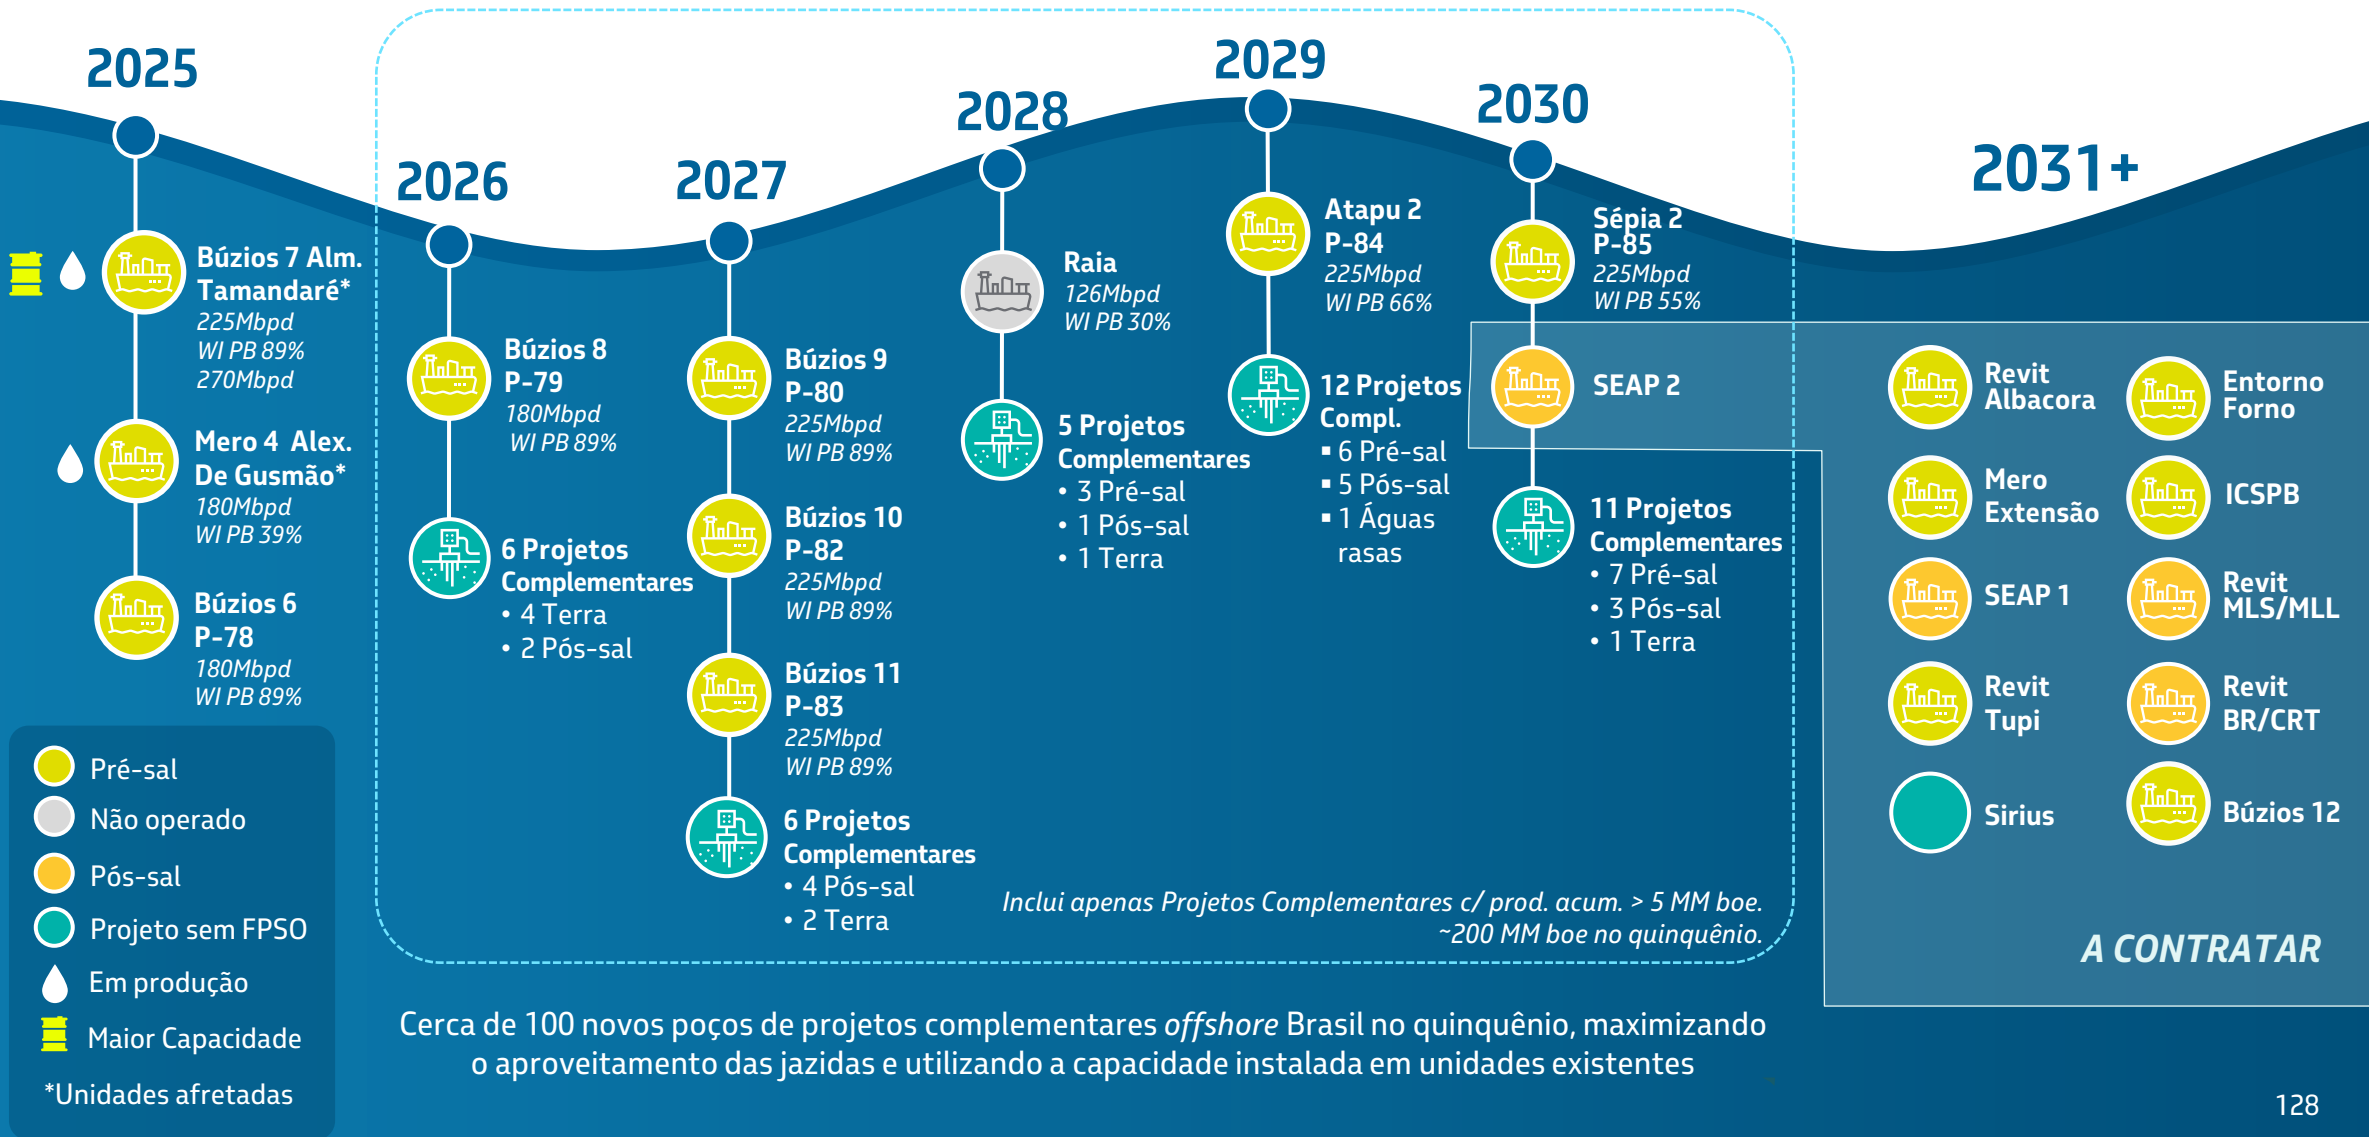 2025
Búzios 7 Alm.
Tamandaré*
225Mbpd
WI PB 89%
270Mbpd
Mero 4 Alex.
De Gusmão*
180Mbpd
WI PB 39%
Búzios 6
P-78
180Mbpd
WI PB 89%
2026
Búzios 8
P-79
180Mbpd
WI PB 89%
6 Projetos
Complementares
• 4 Terra
• 2 Pós-sal
2027
Búzios 9
P-80
225Mbpd
WI PB 89%
Búzios 10
P-82
225Mbpd
WI PB 89%
Búzios 11
P-83
225Mbpd
WI PB 89%
6 Projetos
Complementares
• 4 Pós-sal
• 2 Terra
2028
Raia
126Mbpd
WI PB 30%
5 Projetos
Complementares
• 3 Pré-sal
• 1 Pós-sal
• 1 Terra
2029
Atapu 2
P-84
225Mbpd
WI PB 66%
12 Projetos
Compl.
▪ 6 Pré-sal
▪ 5 Pós-sal
▪ 1 Águas
rasas
2030
Sépia 2
P-85
225Mbpd
WI PB 55%
SEAP 2
11 Projetos
Complementares
• 7 Pré-sal
• 3 Pós-sal
• 1 Terra
2031+
Revit
Albacora
Entorno
Forno
Mero
Extensão
ICSPB
SEAP 1
Revit
MLS/MLL
Revit
Tupi
Revit
BR/CRT
Sirius
Búzios 12
A CONTRATAR
Inclui apenas Projetos Complementares c/ prod. acum. > 5 MM boe.
~200 MM boe no quinquênio.
Pré-sal
Não operado
Pós-sal
Projeto sem FPSO
Em produção
Maior Capacidade
*Unidades afretadas
Cerca de 100 novos poços de projetos complementares offshore Brasil no quinquênio, maximizando
o aproveitamento das jazidas e utilizando a capacidade instalada em unidades existentes
128